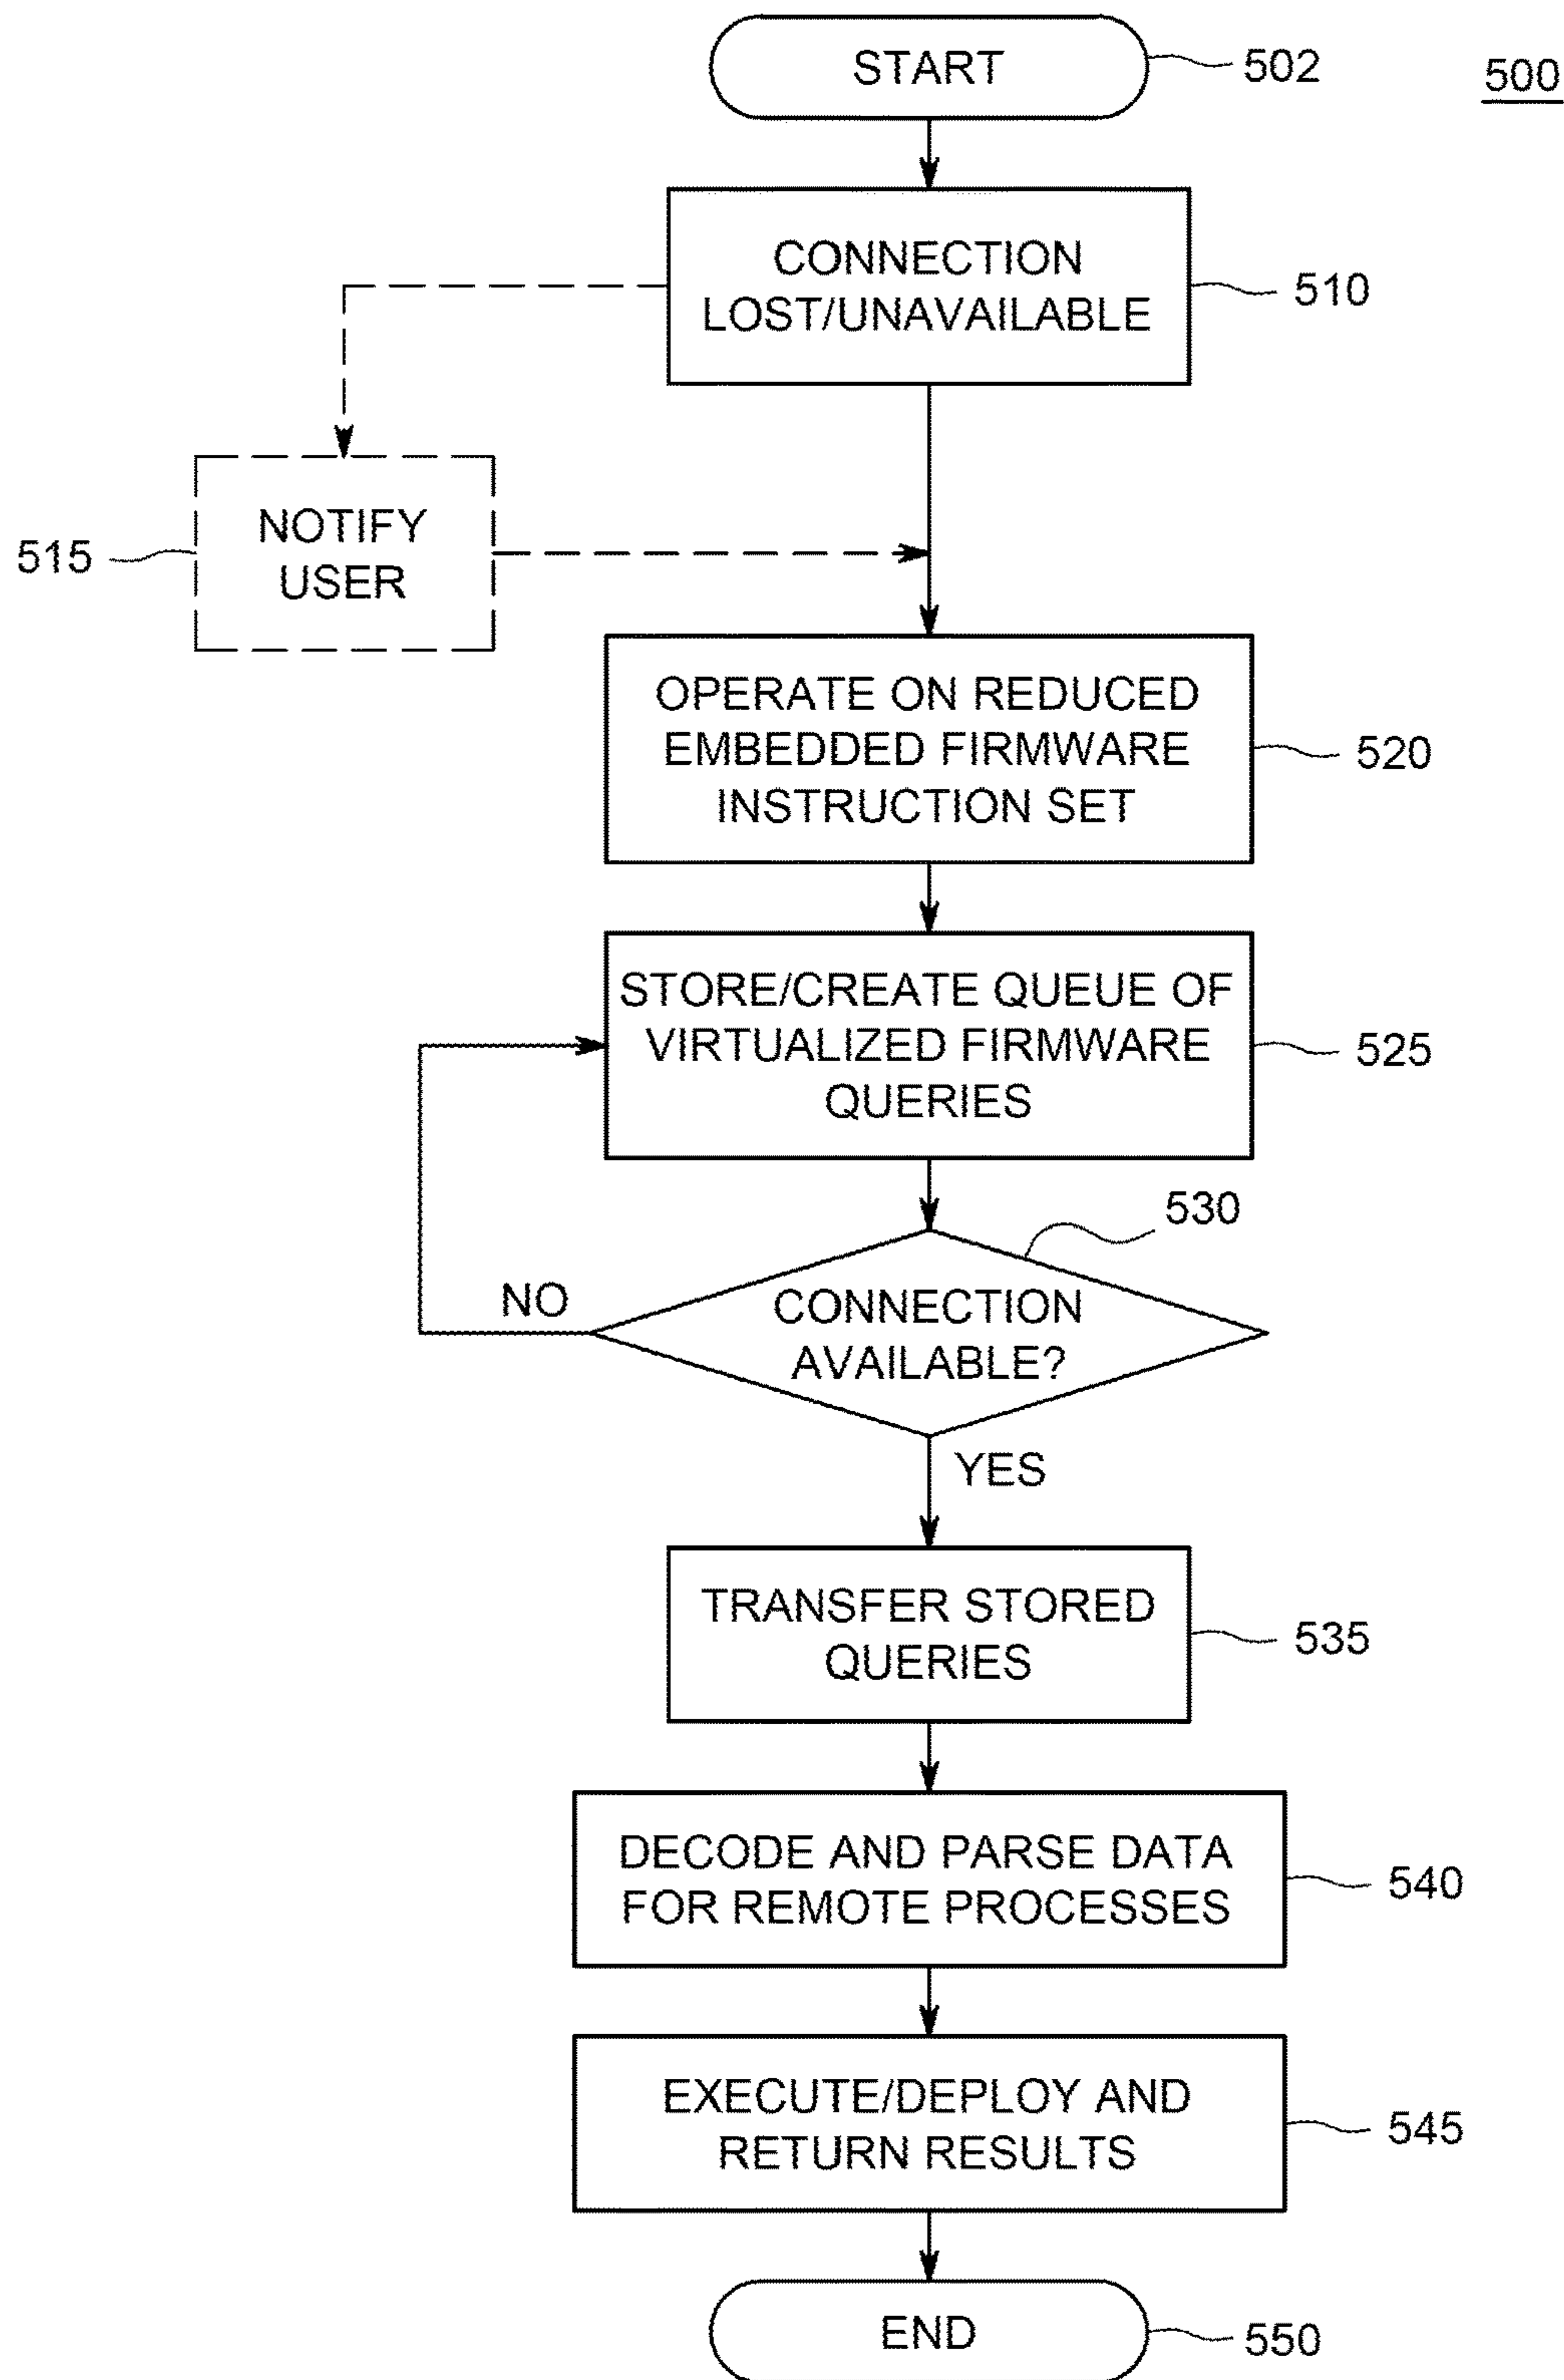 START
502
500
CONNECTION
LOST/UNAVAILABLE
510
NOTIFY
USER
515
OPERATE ON REDUCED
EMBEDDED FIRMWARE
INSTRUCTION SET
520
STORE/CREATE QUEUE OF
VIRTUALIZED FIRMWARE
QUERIES
525
530
NO
CONNECTION
AVAILABLE?
YES
TRANSFER STORED
QUERIES
535
DECODE AND PARSE DATA
FOR REMOTE PROCESSES
540
EXECUTE/DEPLOY AND
RETURN RESULTS
545
END
550